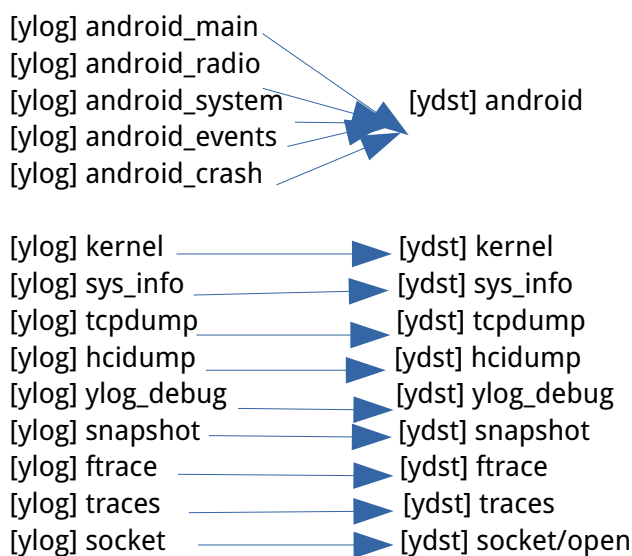 [ylog] android_main
[ylog] android_radio
[ylog] android_system [ydst] android
[ylog] android_events
[ylog] android_crash
[ylog] kernel [ydst] kernel
[ylog] sys_info [ydst] sys_info
[ylog] tcpdump [ydst] tcpdump
[ylog] hcidump [ydst] hcidump
[ylog] ylog_debug [ydst] ylog_debug
[ylog] snapshot [ydst] snapshot
[ylog] ftrace [ydst] ftrace
[ylog] traces [ydst] traces
[ylog] socket [ydst] socket/open